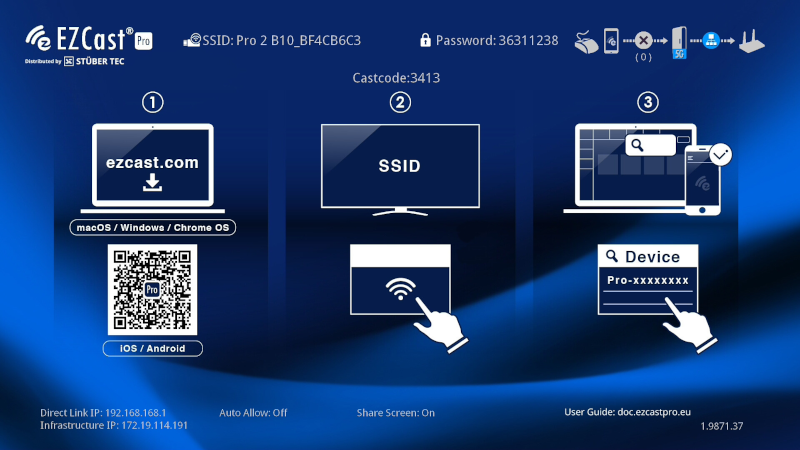 EZCast® Pro
Distributed by STÜBER TEC
SSID: Pro 2 B10_BF4CB6C3
Password: 36311238
(0)
5G
Castcode:3413
1
2
3
ezcast.com
SSID
macOS / Windows / Chrome OS
Pro
iOS / Android
Device
Pro-xxxxxxxx
Direct Link IP: 192.168.168.1
Auto Allow: Off
Share Screen: On
User Guide: doc.ezcastpro.eu
Infrastructure IP: 172.19.114.191
1.9871.37